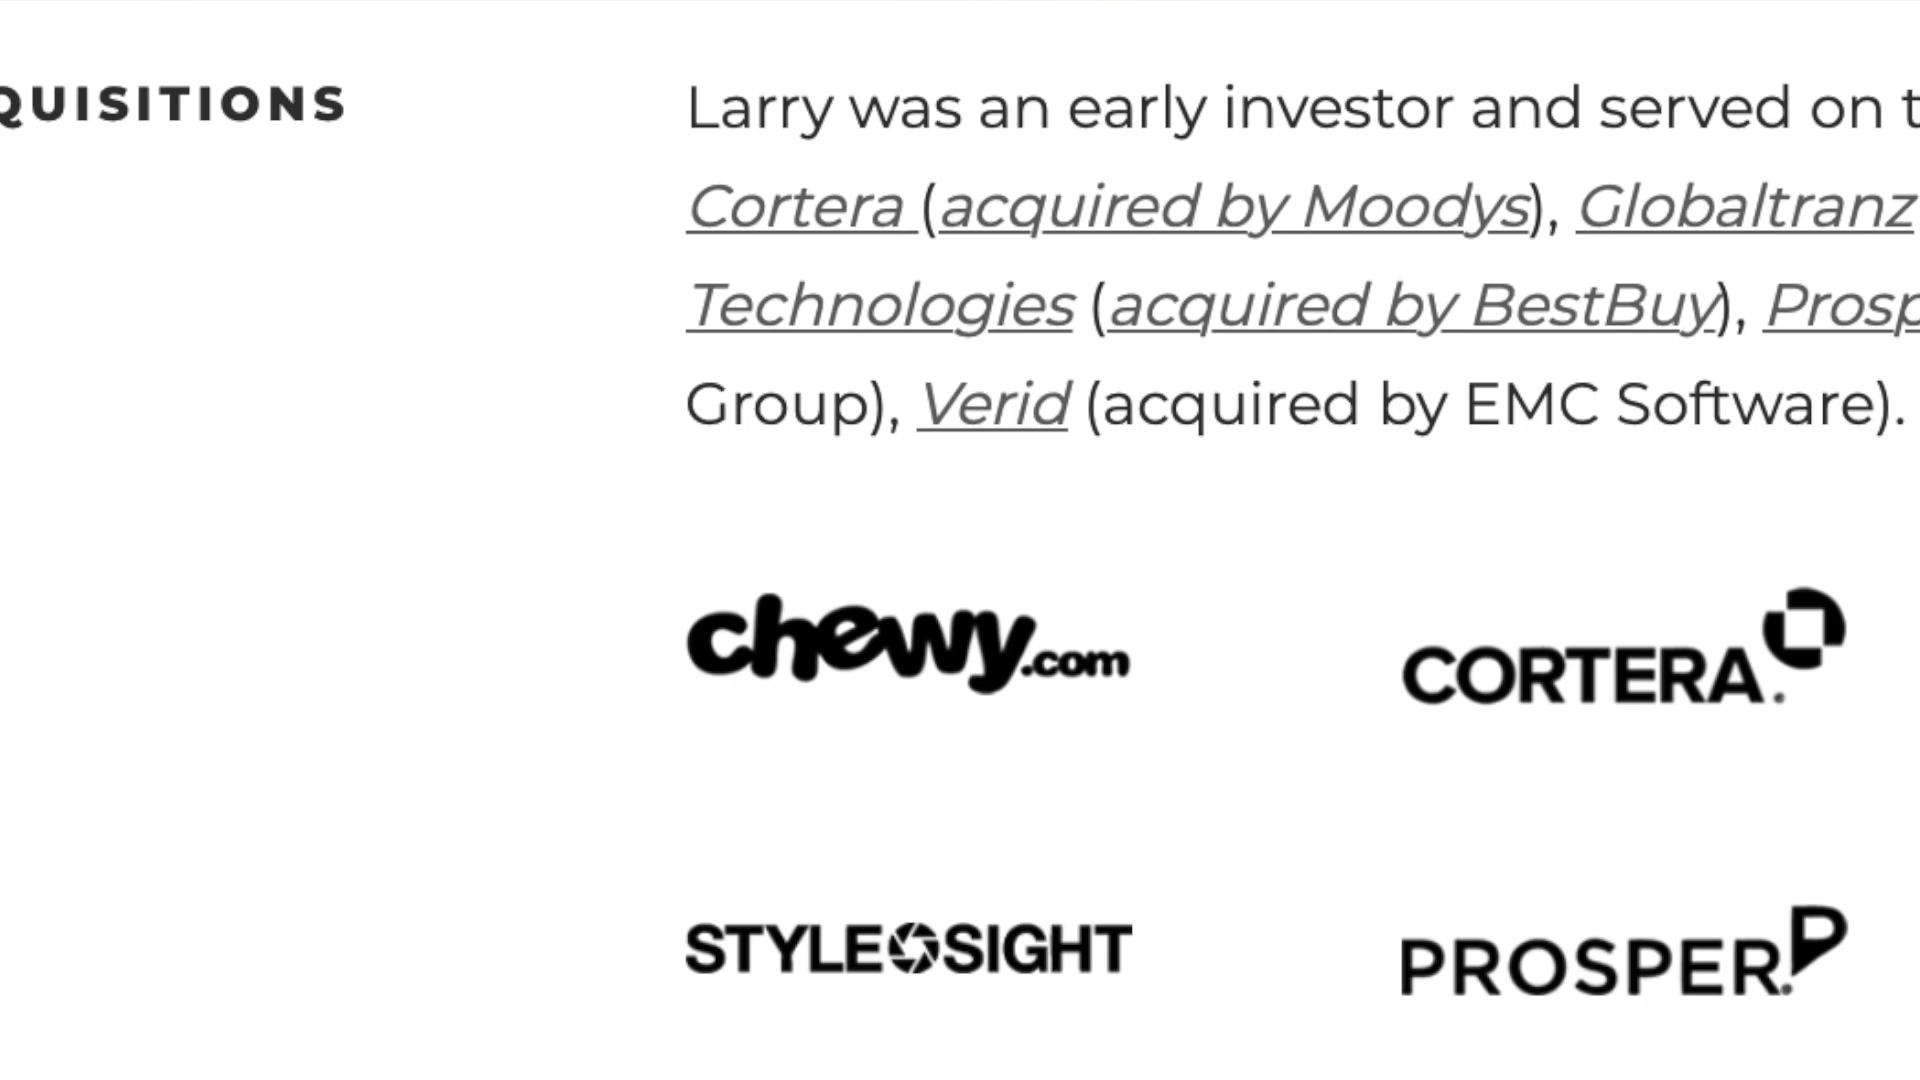 QUISITIONS
Larry was an early investor and served on t
Cortera (acquired by Moodys), Globaltranz
Technologies (acquired by BestBuy), Prosp
Group), Verid (acquired by EMC Software).
chewy.com
CORTERA
STYLESIGHT
PROSPER